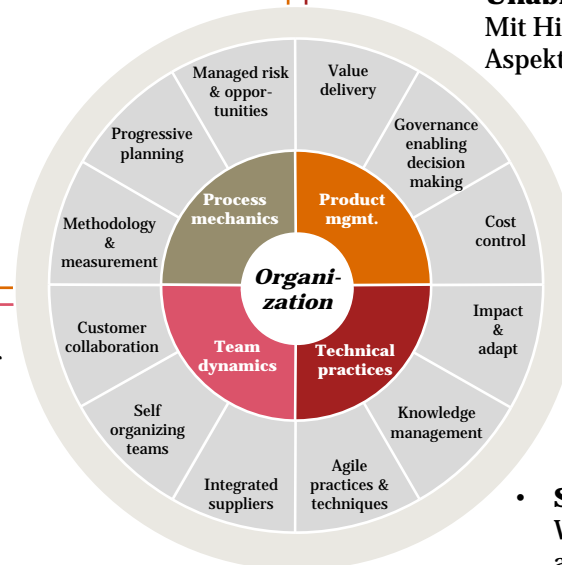 Mit Hi
Aspekt
Managed risk
& oppor-
tunities
Value
delivery
Progressive
planning
Governance
enabling
decision
making
Methodology
&
measurement
Process
mechanics
Product
mgmt.
Cost
control
Organi-
zation
Customer
collaboration
Team
dynamics
Technical
practices
Impact
&
adapt
Self
organizing
teams
Knowledge
management
Integrated
suppliers
Agile
practices &
techniques
• S